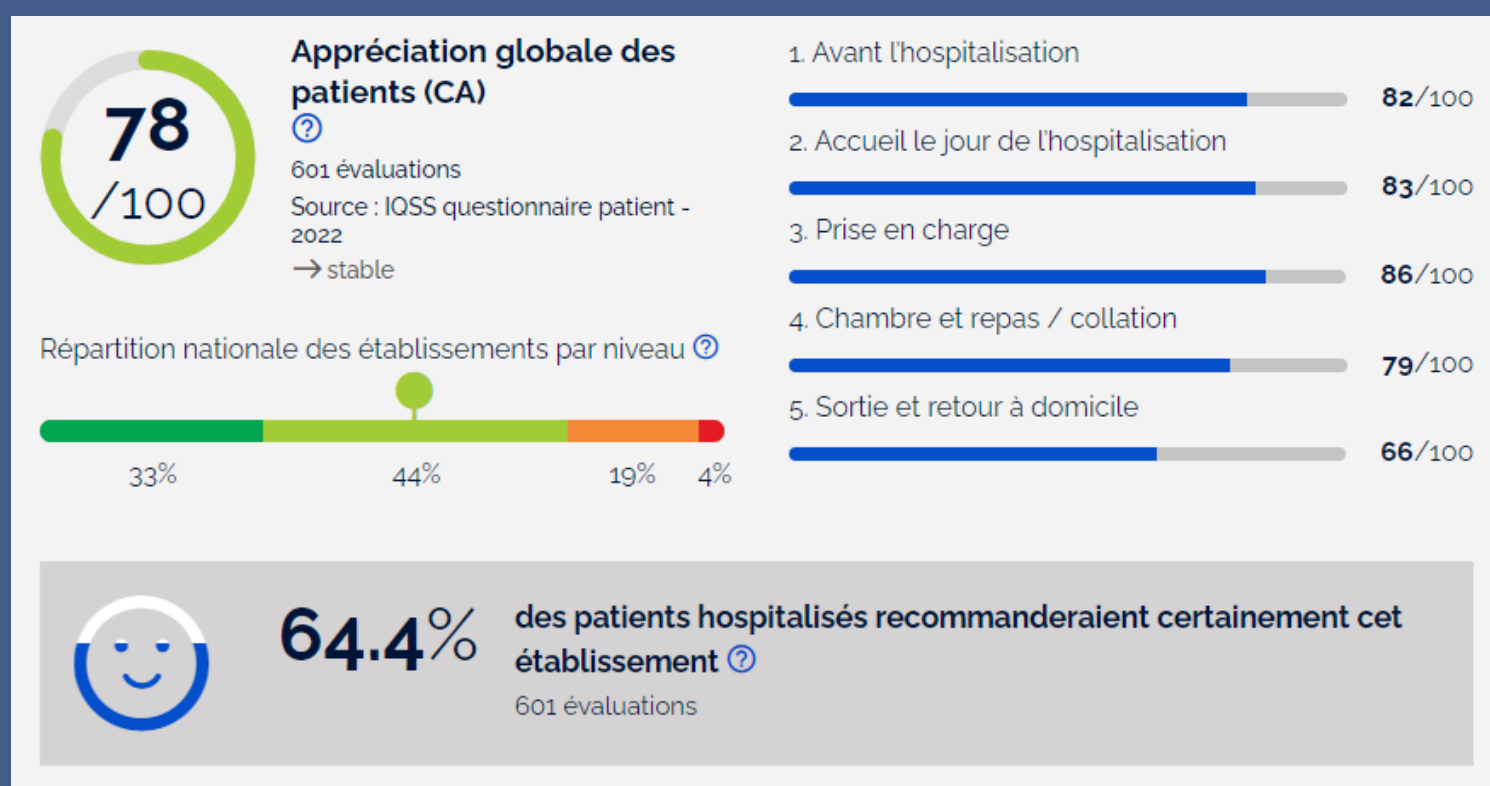 78
/100
Appréciation globale des
patients (CA)
?
601 évaluations
Source : IQSS questionnaire patient -
2022
→ stable
Répartition nationale des établissements par niveau ?
33%
44%
19%
4%
1. Avant l'hospitalisation
82/100
2. Accueil le jour de l'hospitalisation
83/100
3. Prise en charge
86/100
4. Chambre et repas / collation
79/100
5. Sortie et retour à domicile
66/100
64.4%
des patients hospitalisés recommanderaient certainement cet
établissement ?
601 évaluations